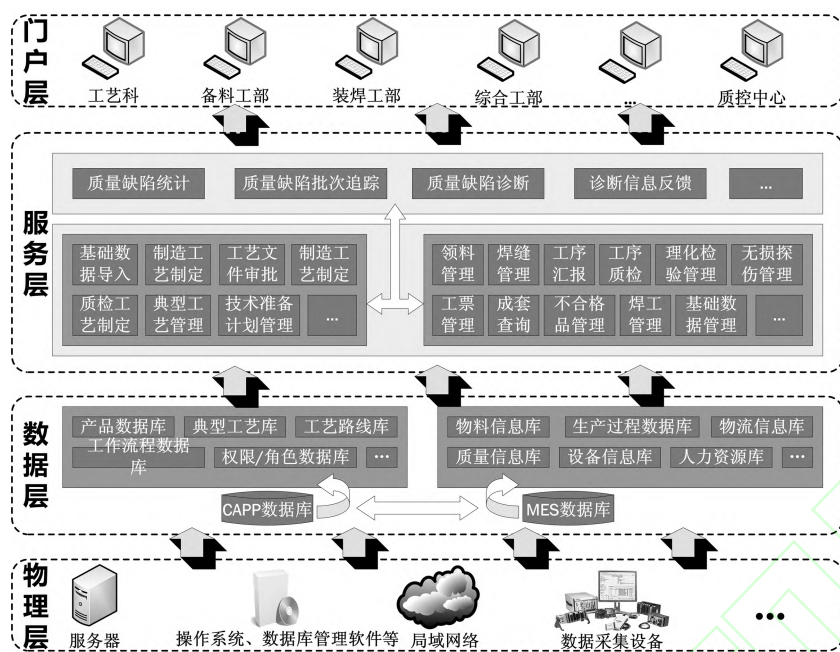 门户层
工艺科
备料工部
装焊工部
综合工部
...
质控中心
服务层
质量缺陷统计
质量缺陷批次追踪
质量缺陷诊断
诊断信息反馈
...
基础数
据导入
制造工
艺制定
工艺文
件审批
制造工
艺制定
质检工
艺制定
典型工
艺管理
技术准备
计划管理
...
领料
管理
焊缝
管理
工序
汇报
工序
质检
理化检
验管理
无损探
伤管理
工票
管理
成套
查询
不合格
品管理
焊工
管理
基础数
据管理
...
数据层
产品数据库
典型工艺库
工艺路线库
工作流程数据
库
权限/角色数据库
...
物料信息库
生产过程数据库
物流信息库
质量信息库
设备信息库
人力资源库
...
CAPP数据库
MES数据库
物理层
服务器
操作系统、数据库管理软件等
局域网络
数据采集设备
...